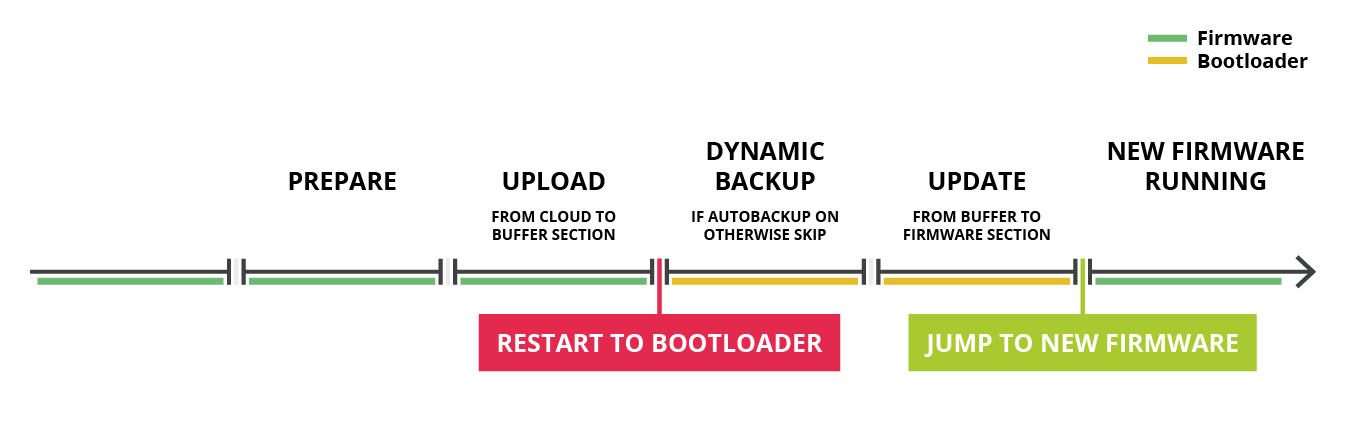 Firmware
Bootloader
PREPARE
UPLOAD
FROM CLOUD TO
BUFFER SECTION
DYNAMIC
BACKUP
IF AUTOBACKUP ON
OTHERWISE SKIP
UPDATE
FROM BUFFER TO
FIRMWARE SECTION
NEW FIRMWARE
RUNNING
RESTART TO BOOTLOADER
JUMP TO NEW FIRMWARE